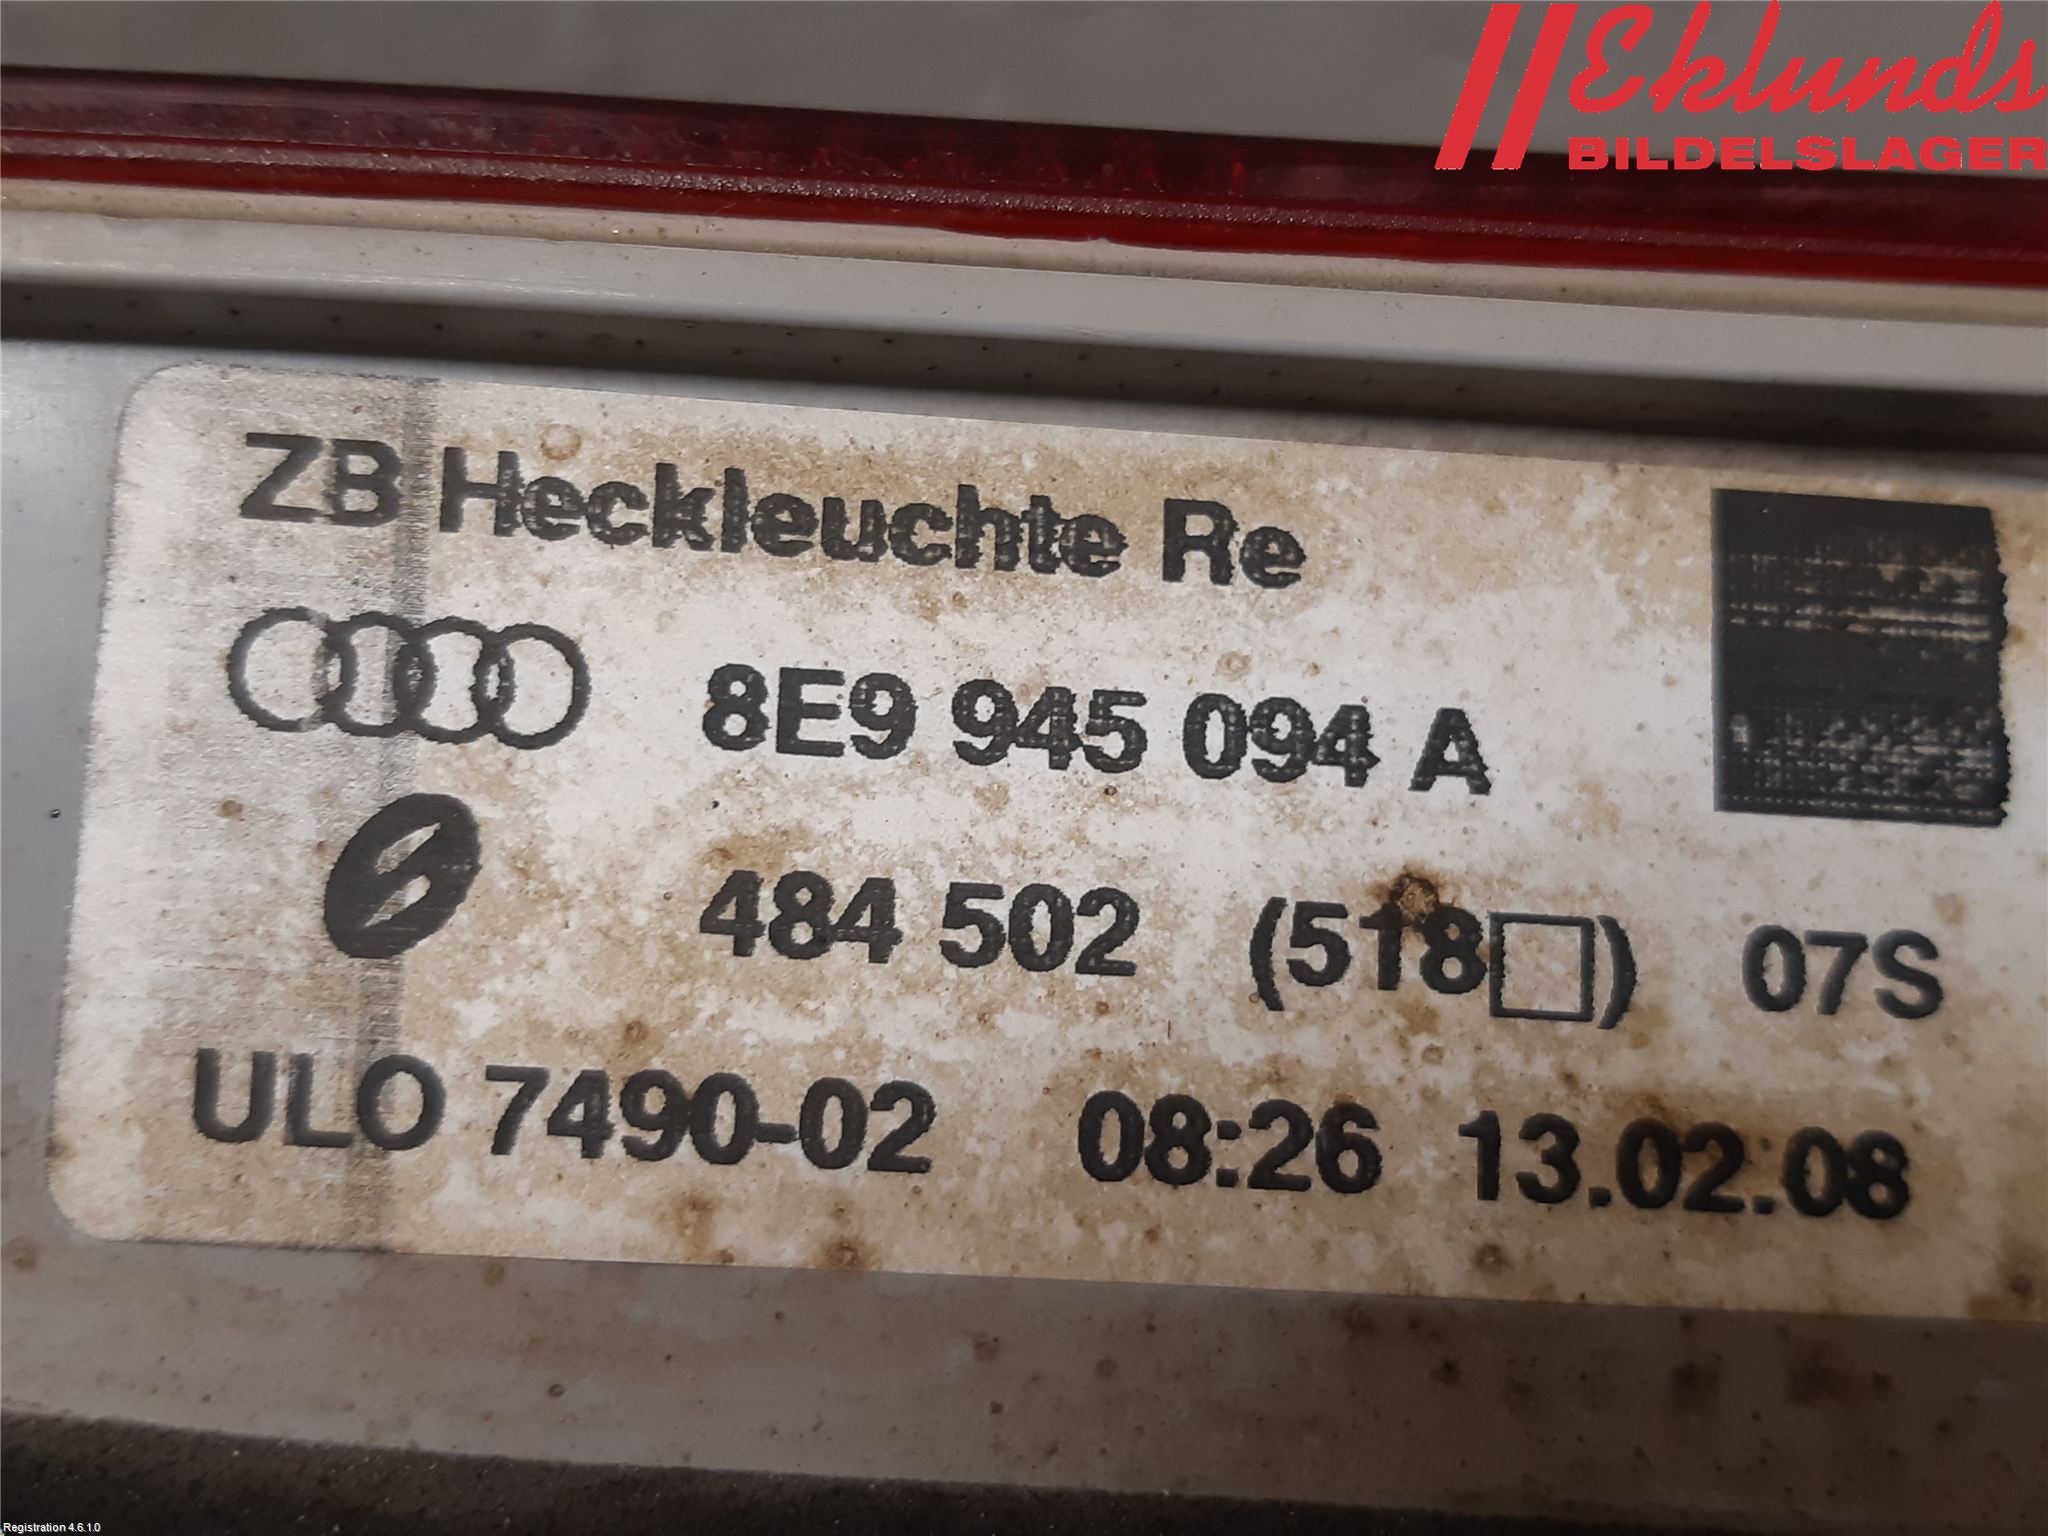 Eklunds
BILDELSLAGER
ZB Heckleuchte Re
8E9 945 094 A
484 502 (518□) 07S
ULO 7490-02 08:26 13.02.08
Registration 4.6.1.0